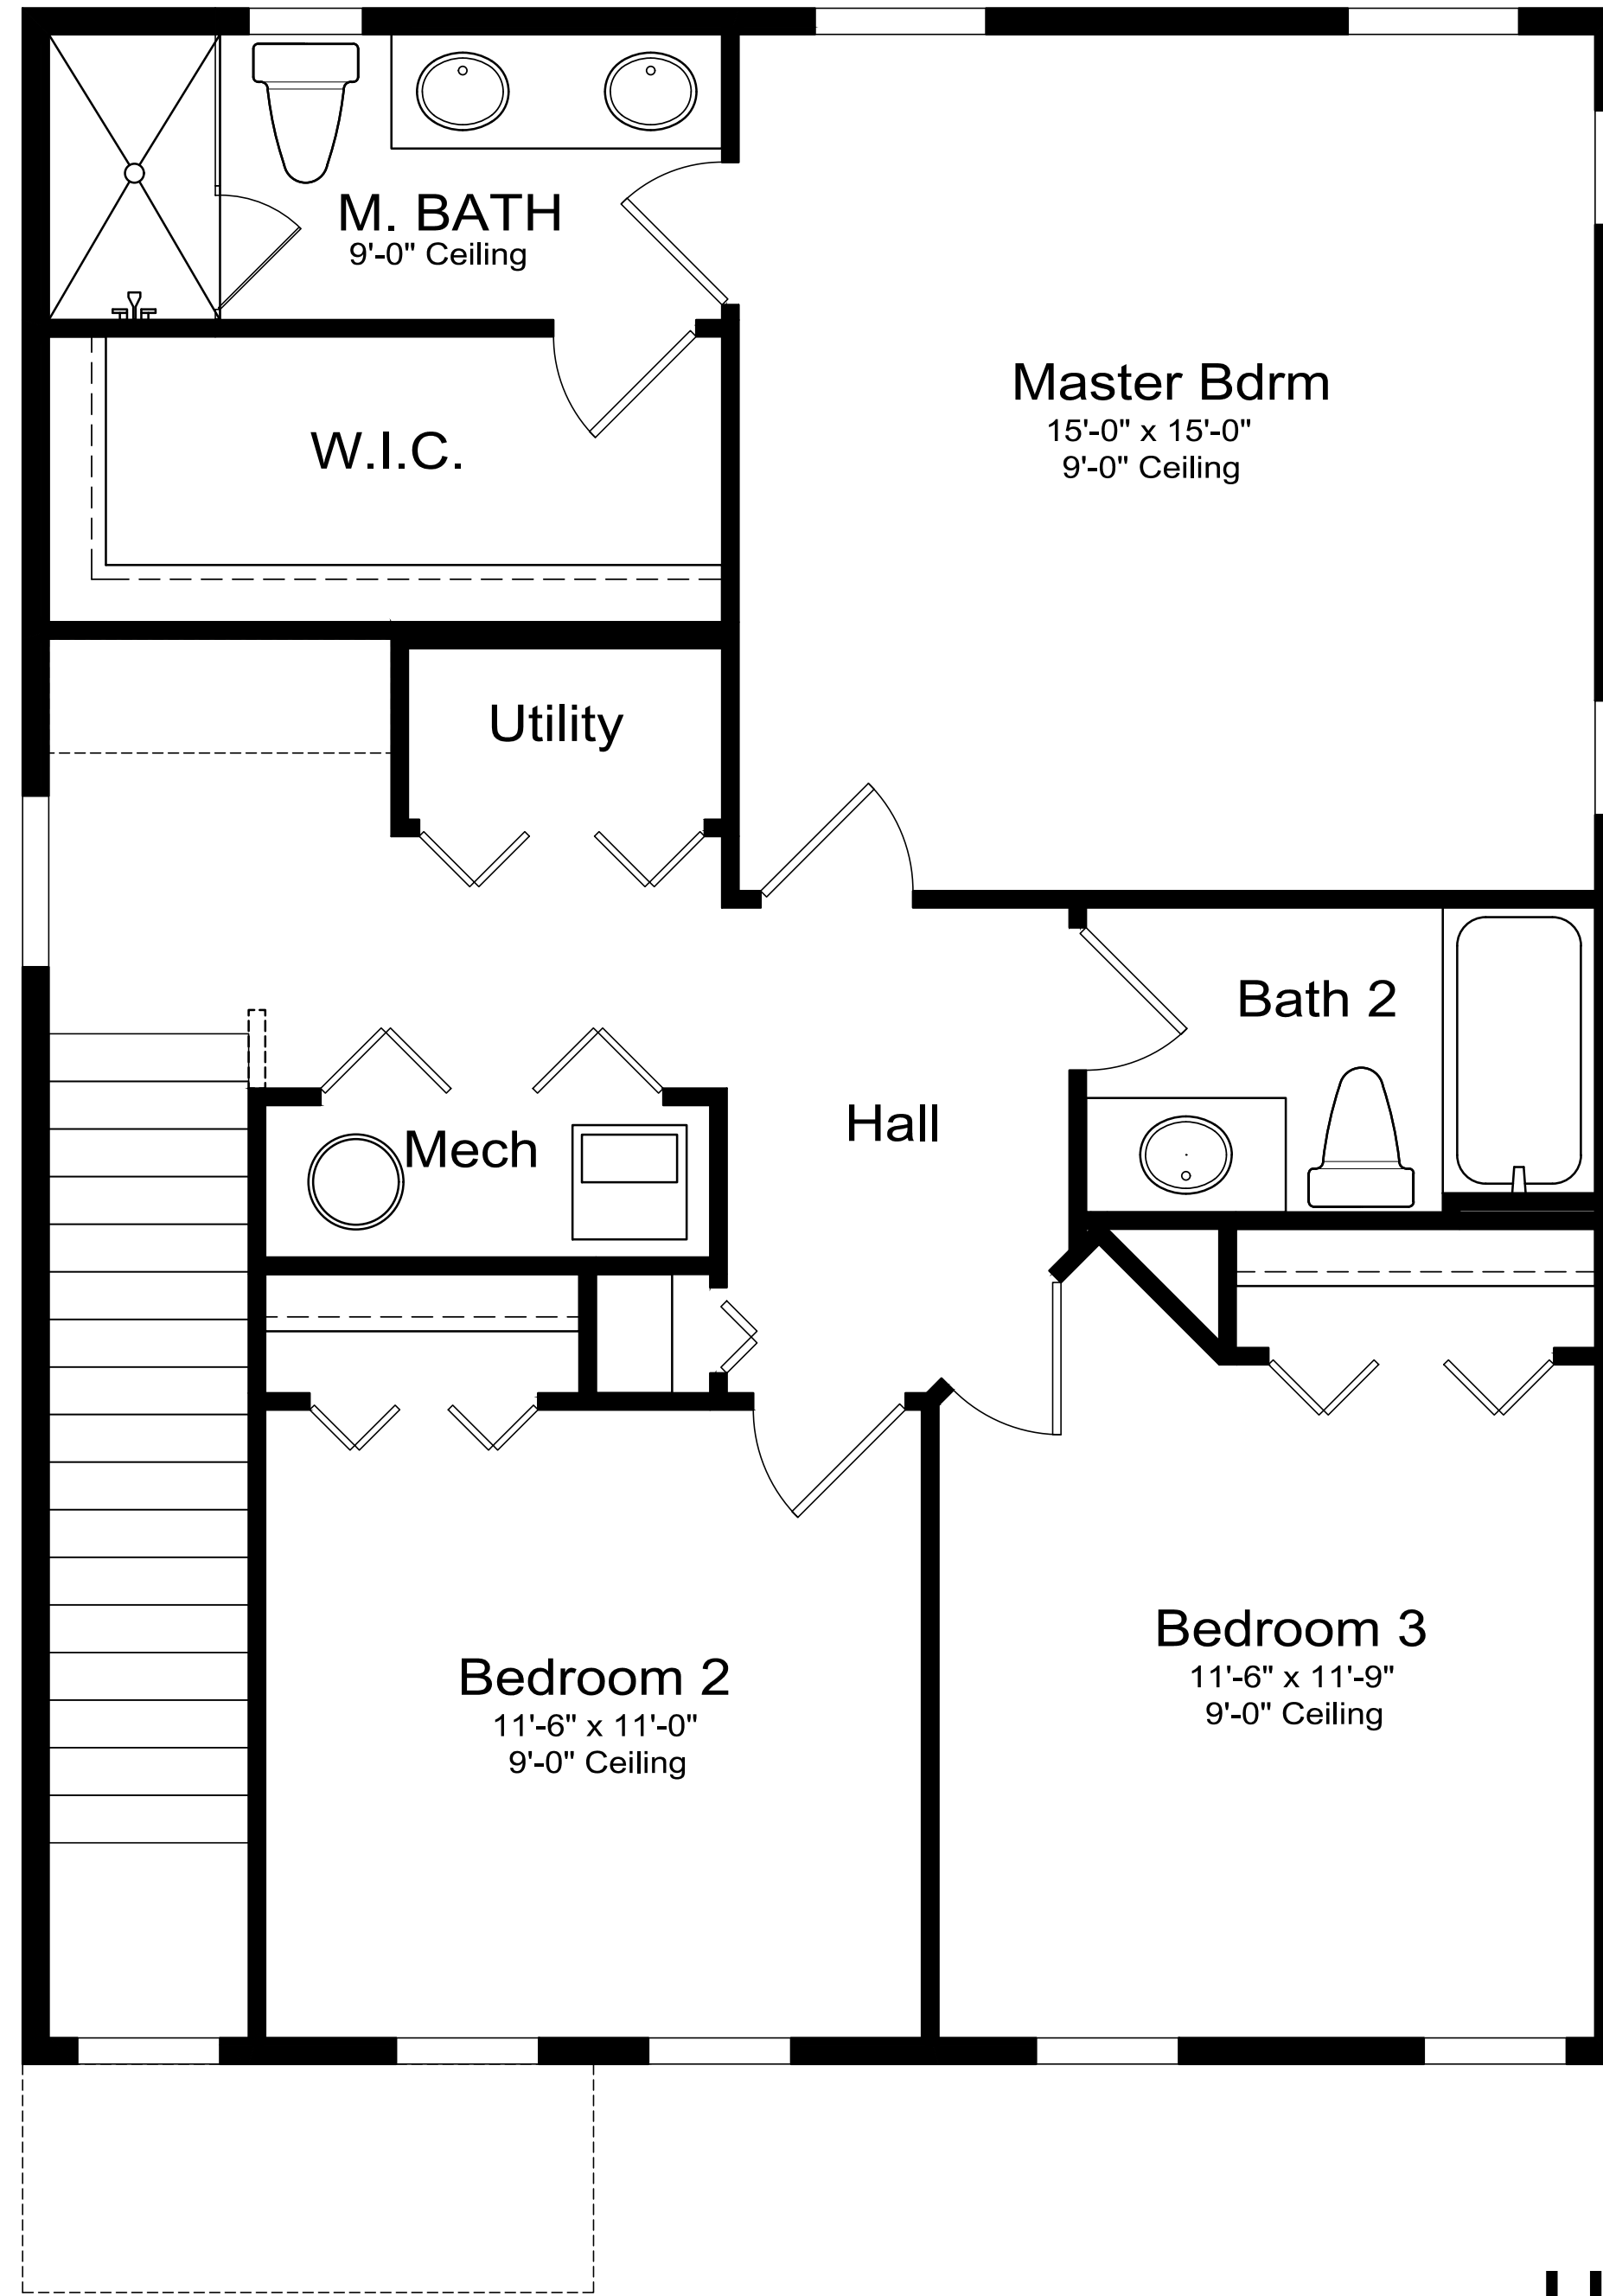 M. BATH
9'-0" Ceiling
Master Bdrm
15'-0" x 15'-0"
9'-0" Ceiling
W.I.C.
Utility
Bath 2
Hall
Mech
Bedroom 3
11'-6" x 11'-9"
9'-0" Ceiling
Bedroom 2
11'-6" x 11'-0"
9'-0" Ceiling